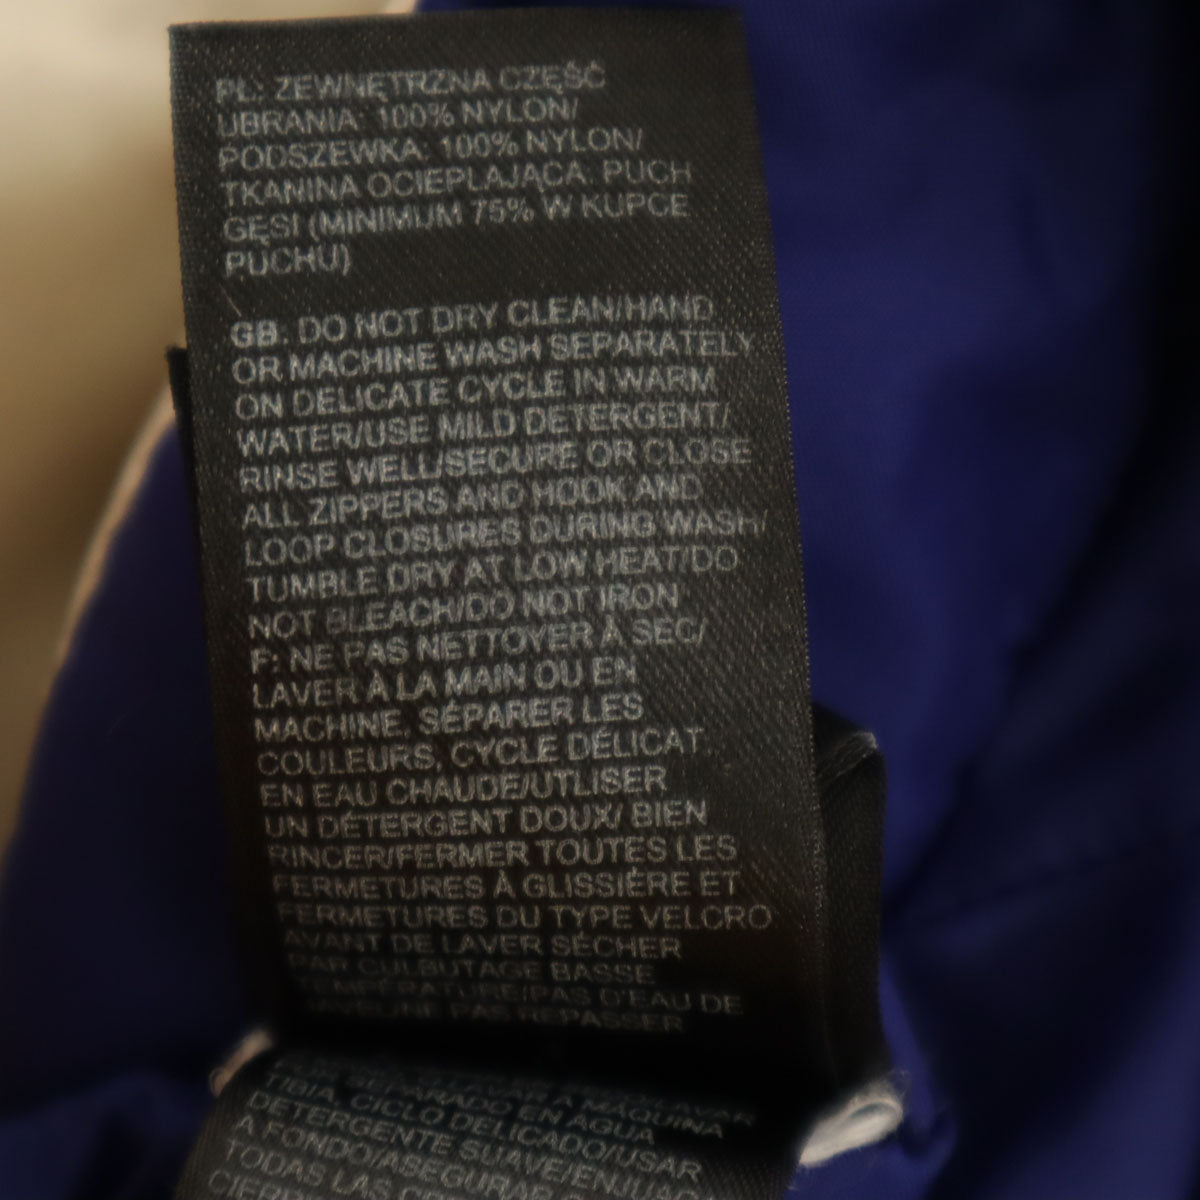 PL: ZEWNĘTRZNA CZĘŚĆ
UBRANIA: 100% NYLON/
PODSZEWKA: 100% NYLON/
TKANINA OCIEPLAJĄCA: PUCH
GĘSI (MINIMUM 75% W KUPCE
PUCHU)
GB: DO NOT DRY CLEAN/HAND
OR MACHINE WASH SEPARATELY
ON DELICATE CYCLE IN WARM
WATER/USE MILD DETERGENT/
RINSE WELL/SECURE OR CLOSE
ALL ZIPPERS AND HOOK AND
LOOP CLOSURES DURING WASH/
TUMBLE DRY AT LOW HEAT/DO
NOT BLEACH/DO NOT IRON
F: NE PAS NETTOYER À SEC/
LAVER À LA MAIN OU EN
MACHINE, SÉPARER LES
COULEURS, CYCLE DÉLICAT
EN EAU CHAUDE/UTLISER
UN DÉTERGENT DOUX/ BIEN
RINCER/FERMER TOUTES LES
FERMETURES À GLISSIÈRE ET
FERMETURES DU TYPE VELCRO
AVANT DE LAVER SÉCHER
PAR CULBUTAGE BASSE
TEMPÉRATURE/PAS D'EAU DE
PAS REPASSER
A MÁQUINA
SEPARADO EN AGUA
TIBIA, CICLO DELICADO/USAR
DETERGENTE SUAVE/ENJUAG
A FONDO/ASEGURAR
TODAS LAS